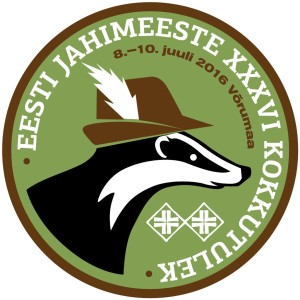 EESTI JAHIMEESTE XXXVI KOKKUTULEK
8.–10. juuli 2016 Võrumaa